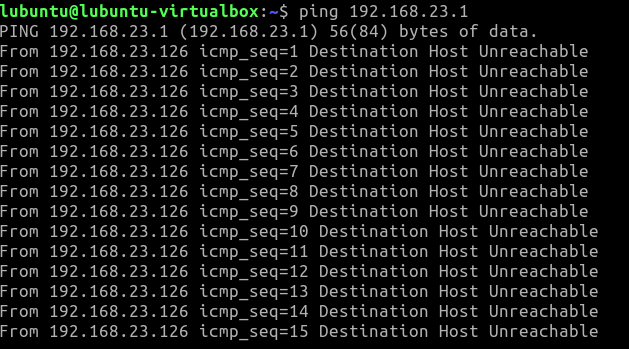 lubuntu@lubuntu-virtualbox:~$ ping 192.168.23.1
PING 192.168.23.1 (192.168.23.1) 56(84) bytes of data.
From 192.168.23.126 icmp_seq=1 Destination Host Unreachable
From 192.168.23.126 icmp_seq=2 Destination Host Unreachable
From 192.168.23.126 icmp_seq=3 Destination Host Unreachable
From 192.168.23.126 icmp_seq=4 Destination Host Unreachable
From 192.168.23.126 icmp_seq=5 Destination Host Unreachable
From 192.168.23.126 icmp_seq=6 Destination Host Unreachable
From 192.168.23.126 icmp_seq=7 Destination Host Unreachable
From 192.168.23.126 icmp_seq=8 Destination Host Unreachable
From 192.168.23.126 icmp_seq=9 Destination Host Unreachable
From 192.168.23.126 icmp_seq=10 Destination Host Unreachable
From 192.168.23.126 icmp_seq=11 Destination Host Unreachable
From 192.168.23.126 icmp_seq=12 Destination Host Unreachable
From 192.168.23.126 icmp_seq=13 Destination Host Unreachable
From 192.168.23.126 icmp_seq=14 Destination Host Unreachable
From 192.168.23.126 icmp_seq=15 Destination Host Unreachable